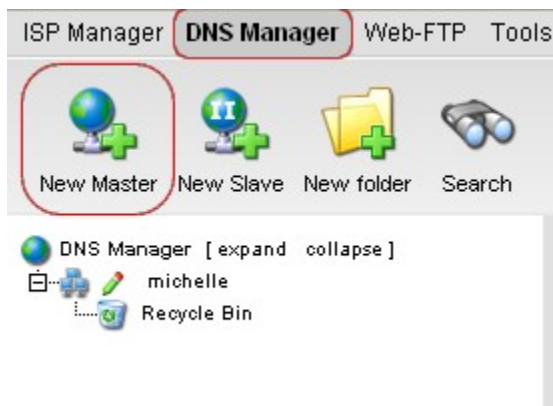 ISP Manager DNS Manager Web-FTP Tools
II
New Master New Slave New folder Search
DNS Manager [ expand collapse ]
michelle
Recycle Bin